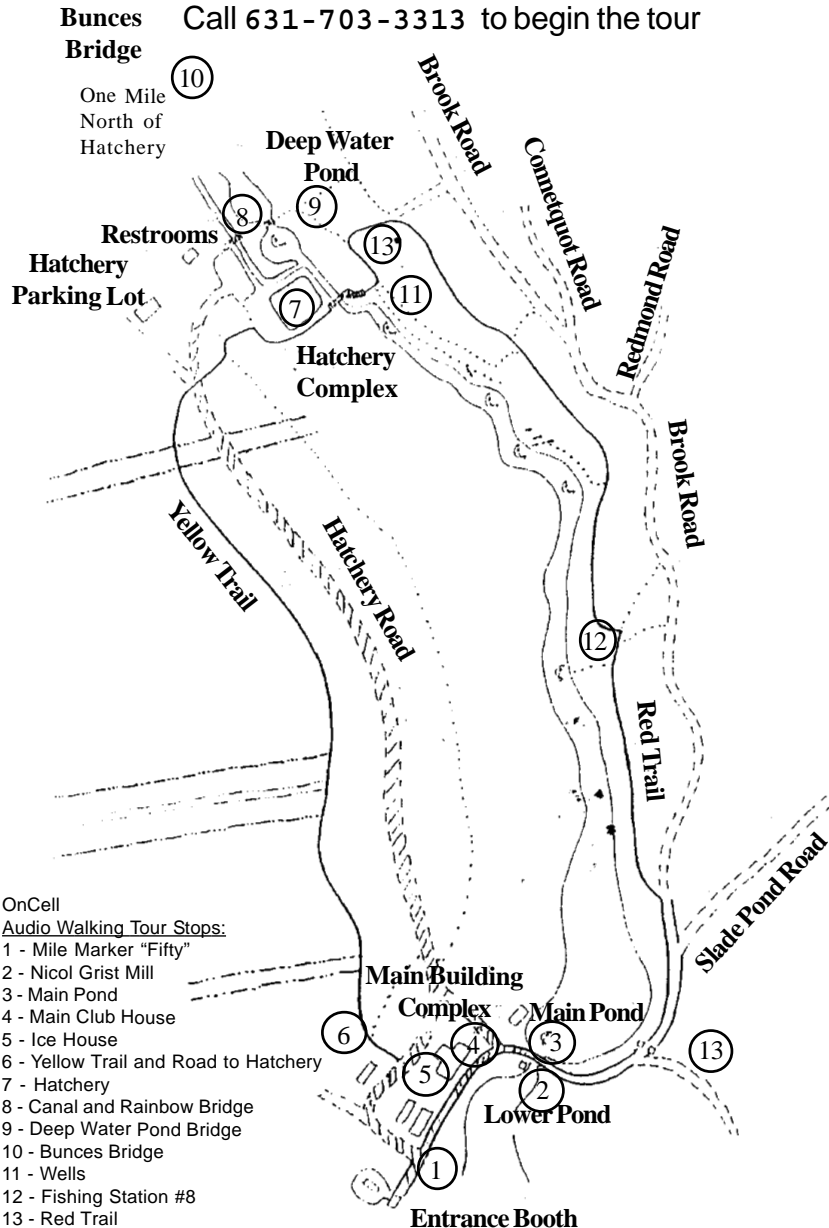 Call 631-703-3313 to begin the tour
Bunces
Bridge
10
One Mile
North of
Hatchery
Brook Road
Connetquot Road
Redmond Road
Deep Water
Pond
9
8
13
Restrooms
Hatchery
Parking Lot
11
7
Hatchery
Complex
Brook Road
Yellow Trail
Hatchery Road
12
Red Trail
Slade Pond Road
Main Building
Complex
Main Pond
6
5
4
3
13
2
Lower Pond
1
Entrance Booth
OnCell
Audio Walking Tour Stops:
1 - Mile Marker “Fifty”
2 - Nicol Grist Mill
3 - Main Pond
4 - Main Club House
5 - Ice House
6 - Yellow Trail and Road to Hatchery
7 - Hatchery
8 - Canal and Rainbow Bridge
9 - Deep Water Pond Bridge
10 - Bunces Bridge
11 - Wells
12 - Fishing Station #8
13 - Red Trail